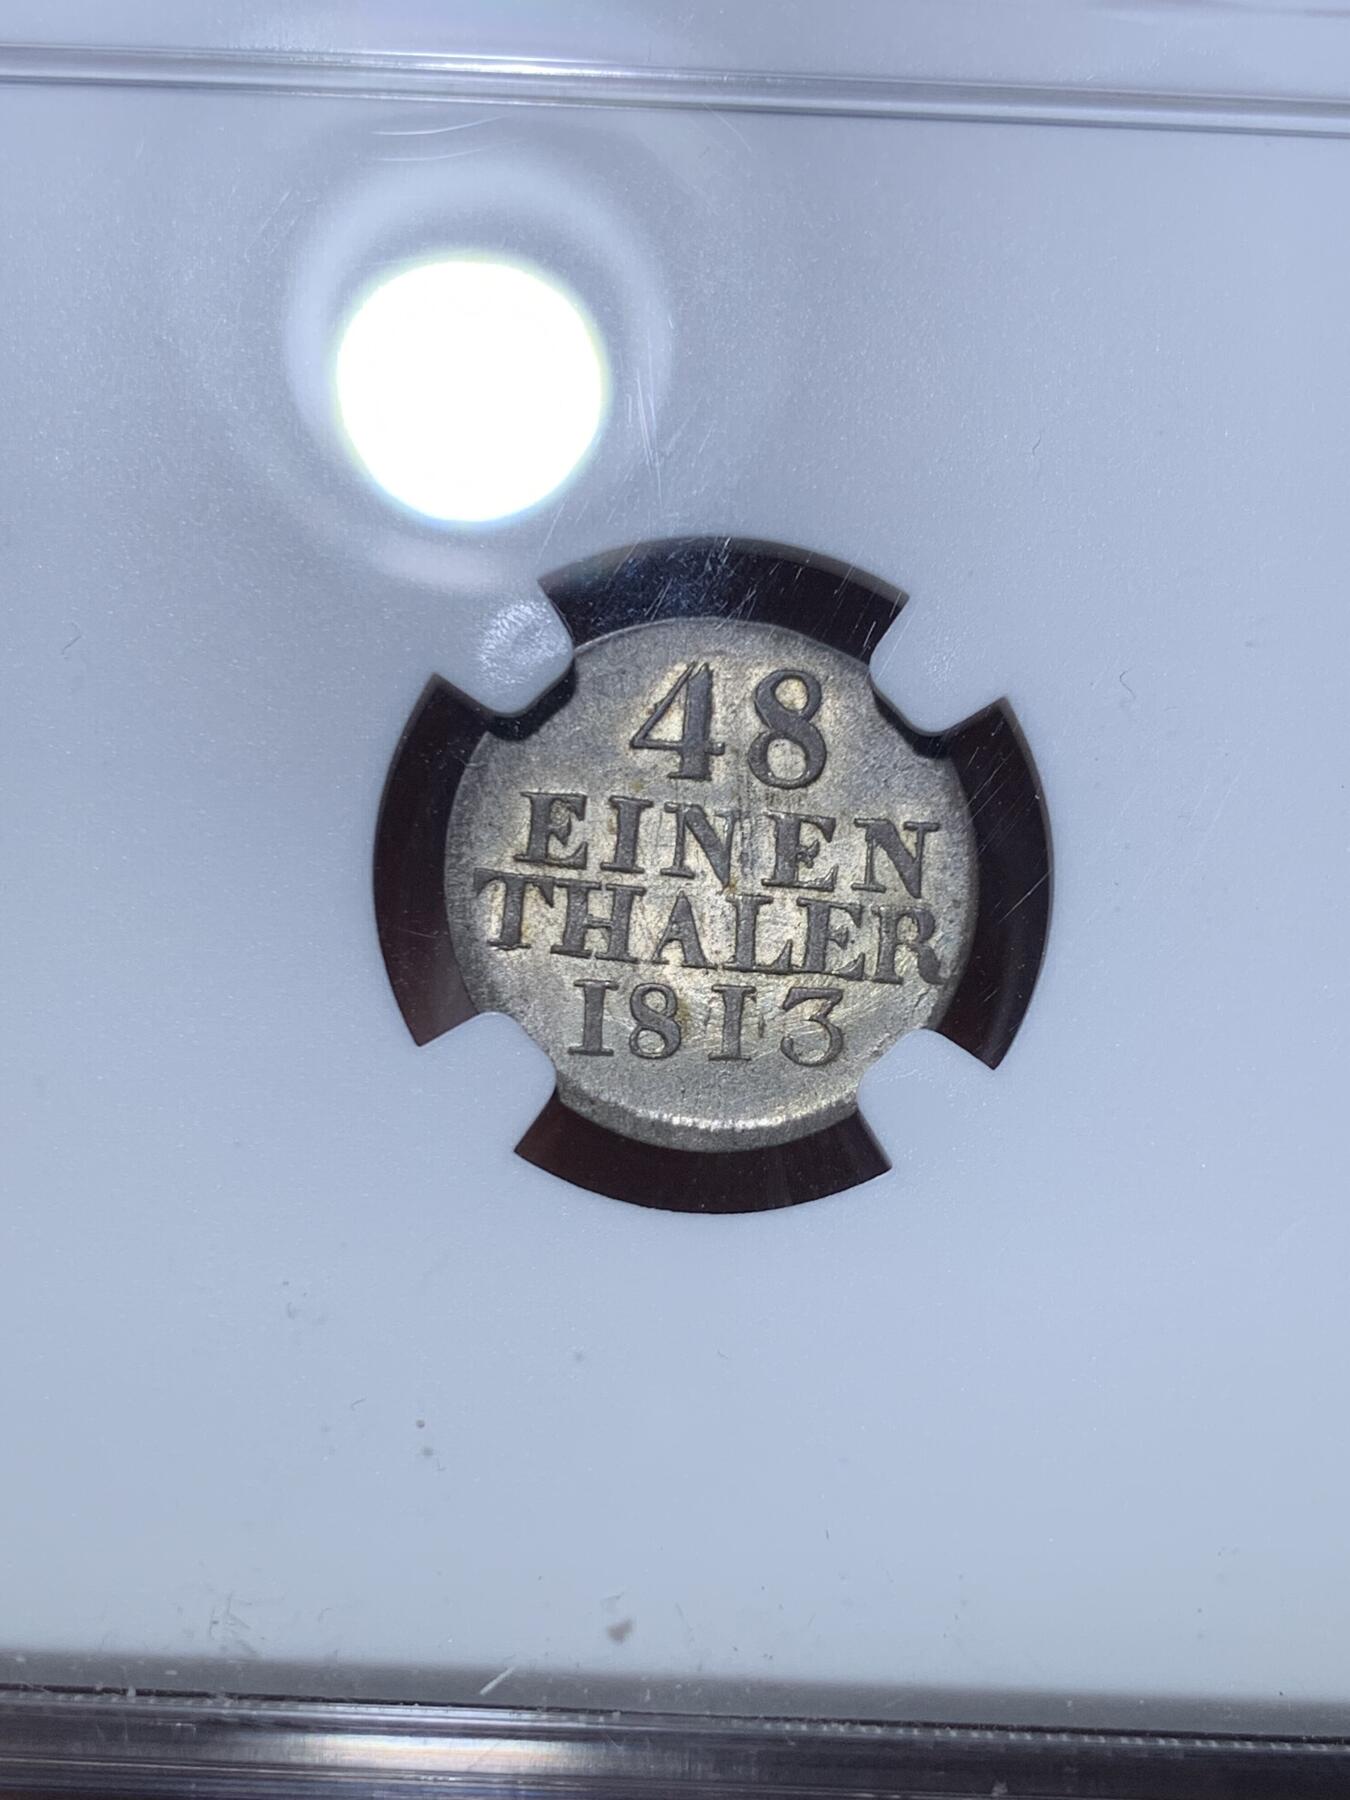 48
EINEN
THALER
1813